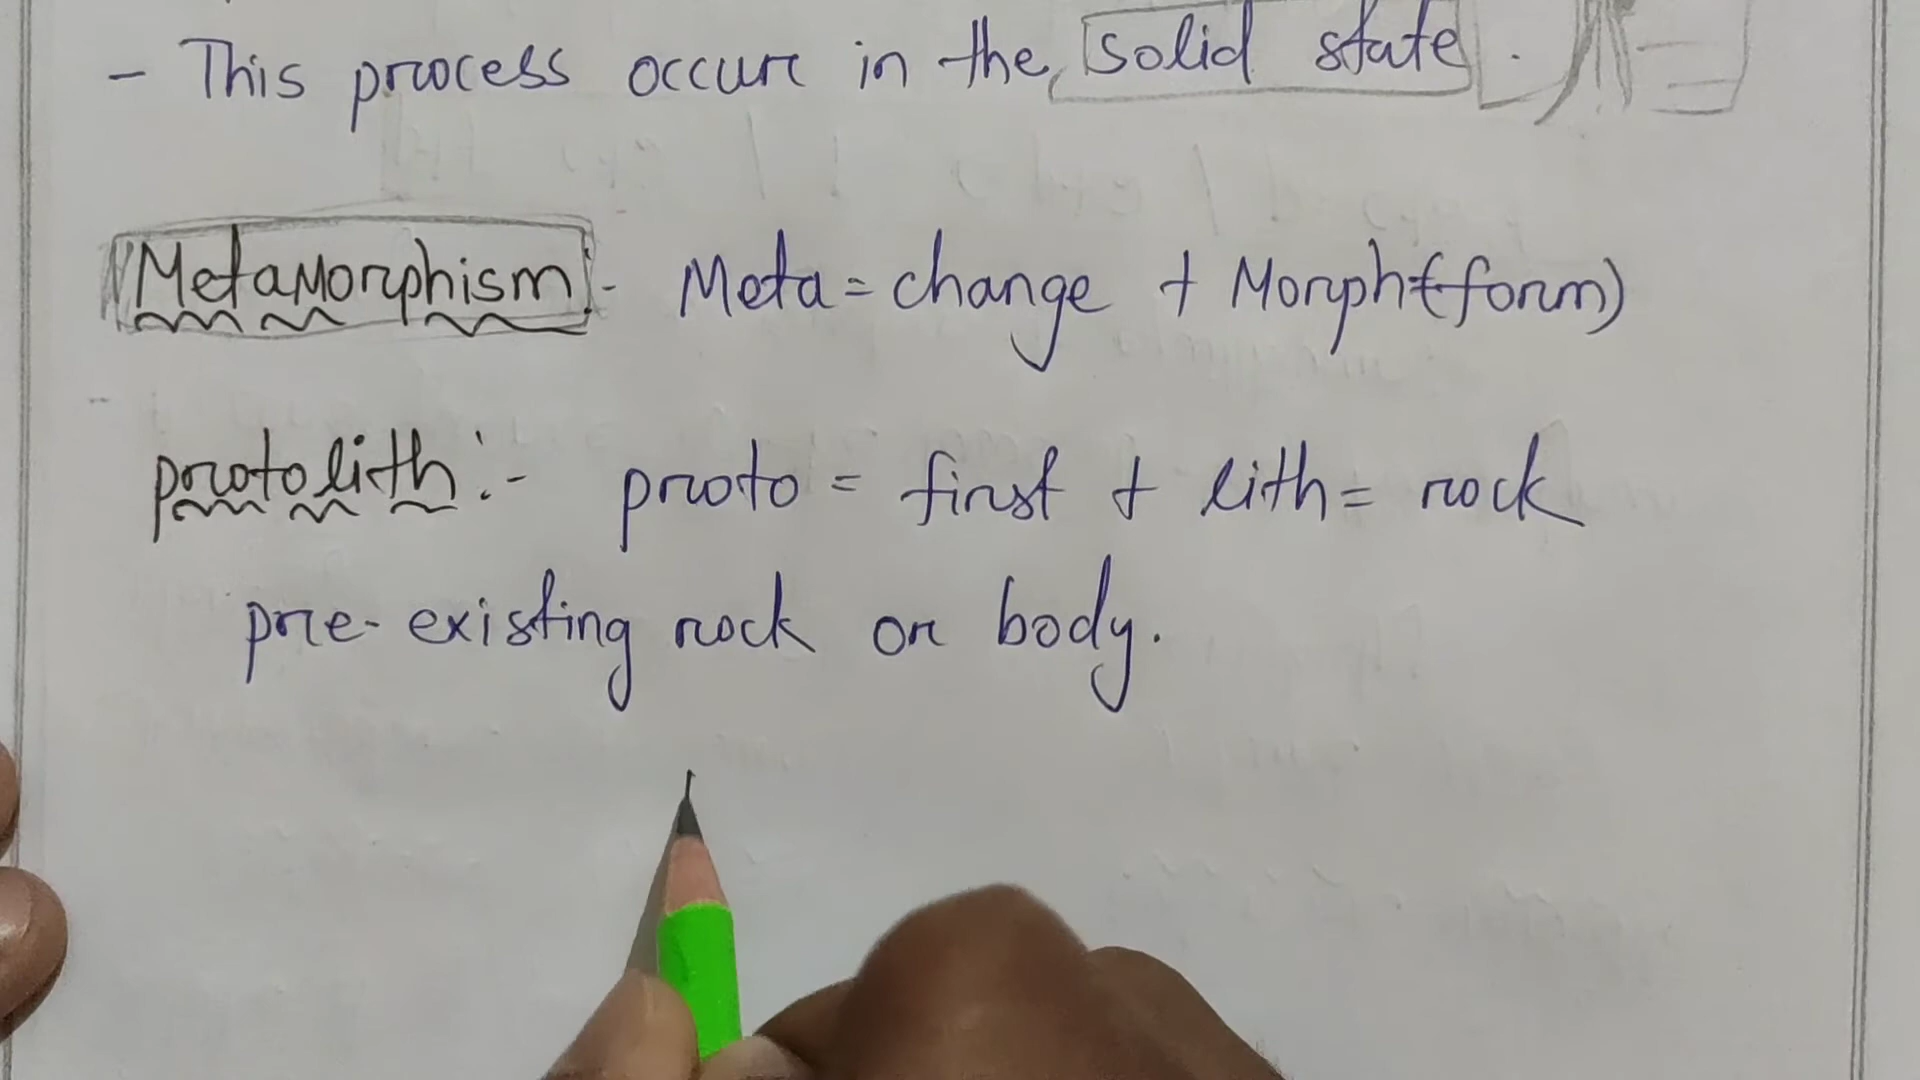 - This process occure in the solid state.
Metamorphism :- Meta = change + Morph (form)
protolith :- proto = first + lith = rock
pre-existing rock or body.